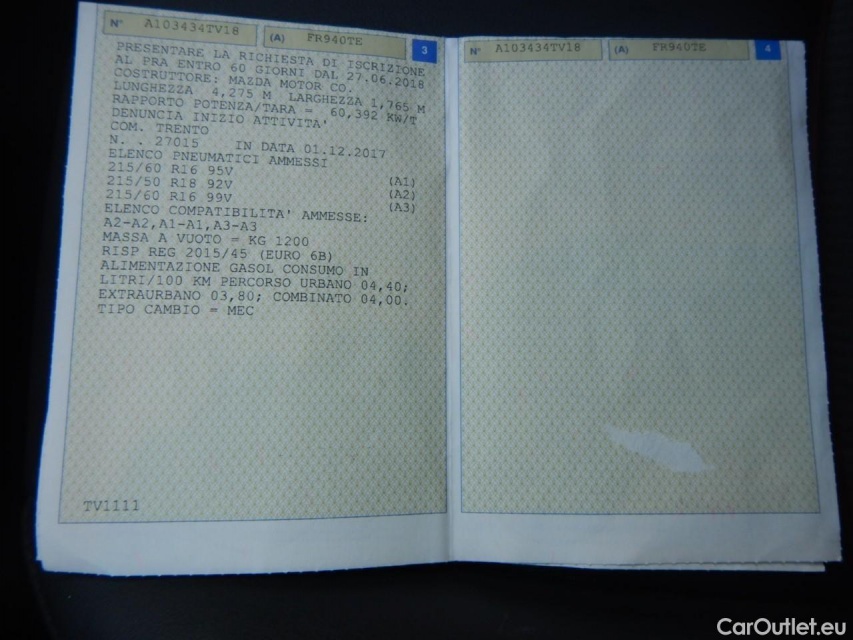 N° A103434TV18 (A) FR940TE 3
PRESENTARE LA RICHIESTA DI ISCRIZIONE
AL PRA ENTRO 60 GIORNI DAL 27.06.2018
COSTRUTTORE: MAZDA MOTOR CO.
LUNGHEZZA 4,275 M LARGHEZZA 1,765 M
RAPPORTO POTENZA/TARA = 60,392 KW/T
DENUNCIA INIZIO ATTIVITA'
COM. TRENTO
N. . 27015 IN DATA 01.12.2017
ELENCO PNEUMATICI AMMESSI
215/60 R16 95V (A1)
215/50 R18 92V (A2)
215/60 R16 99V (A3)
ELENCO COMPATIBILITA' AMMESSE:
A2-A2,A1-A1,A3-A3
MASSA A VUOTO = KG 1200
RISP REG 2015/45 (EURO 6B)
ALIMENTAZIONE GASOL CONSUMO IN
LITRI/100 KM PERCORSO URBANO 04,40;
EXTRAURBANO 03,80; COMBINATO 04,00.
TIPO CAMBIO = MEC
TV1111
N° A103434TV18 (A) FR940TE 4
CarOutlet.eu